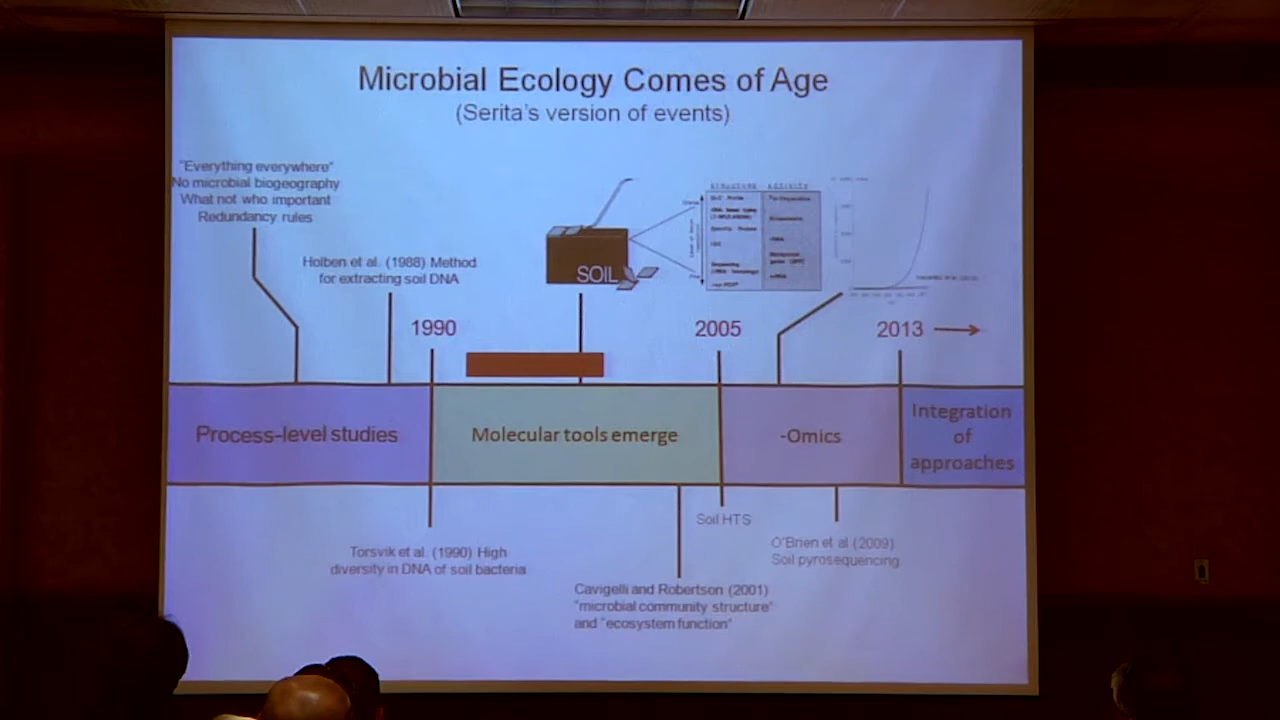 Microbial Ecology Comes of Age
(Serita's version of events)
"Everything everywhere"
No microbial biogeography
What not who important
Redundancy rules
Holben et al. (1988) Method
for extracting soil DNA
SOIL
STRUCTURE ACTIVITY
1990
2005
2013
Process-level studies
Molecular tools emerge
-Omics
Integration
of
approaches
Soil HTS
Torsvik et al. (1990) High
diversity in DNA of soil bacteria
O'Brien et al (2009)
Soil pyrosequencing
Cavigelli and Robertson (2001)
"microbial community structure"
and "ecosystem function"